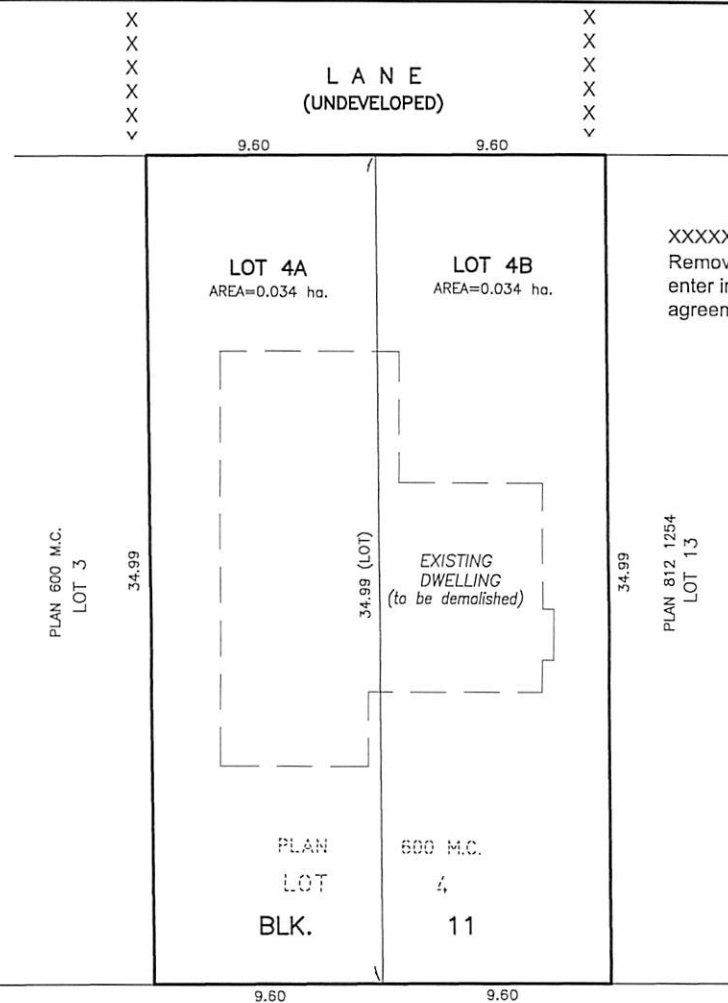 X X
X X
X X
X X
X X
L A N E
(UNDEVELOPED)
9.60 9.60
LOT 4A
AREA=0.034 ha.
LOT 4B
AREA=0.034 ha.
XXXXX
Remov
enter in
agreen
PLAN 600 M.C.
LOT 3
34.99
34.99 (LOT)
EXISTING
DWELLING
(to be demolished)
34.99
PLAN 812 1254
LOT 13
PLAN 600 M.C.
LOT 4
BLK. 11
9.60 9.60